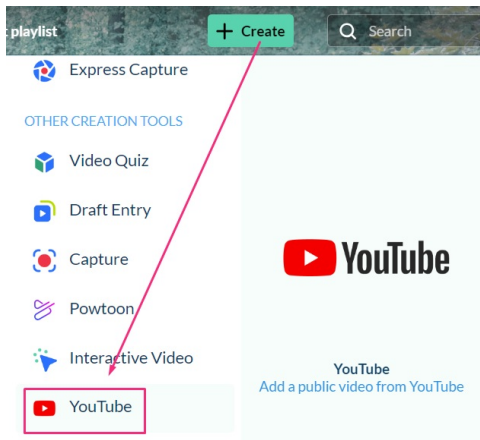 playlist
+ Create
Search
Express Capture
OTHER CREATION TOOLS
Video Quiz
Draft Entry
Capture
Powtoon
Interactive Video
YouTube
YouTube
YouTube
Add a public video from YouTube